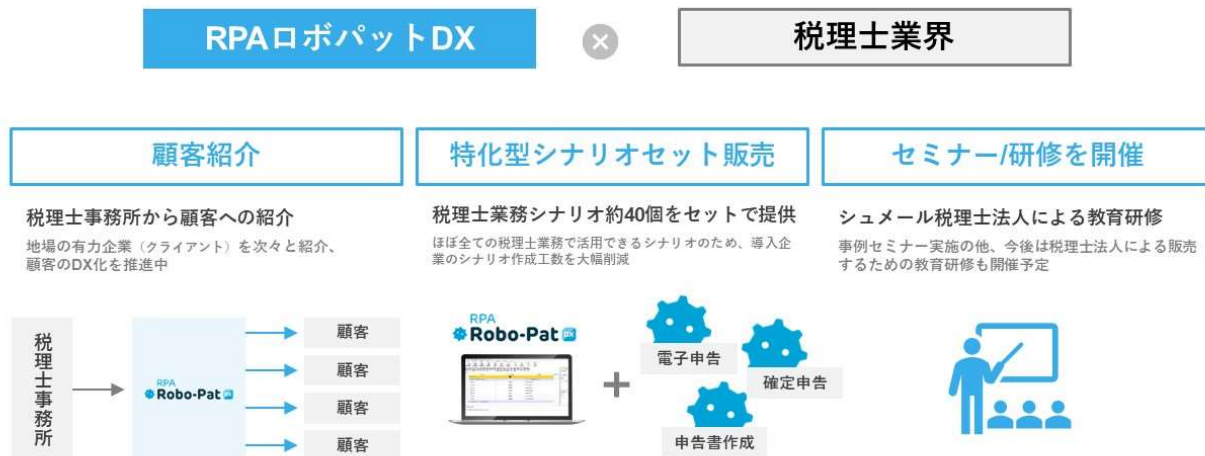 RPAロボパットDX
税理士業界
顧客紹介
税理士事務所から顧客への紹介
地場の有力企業（クライアント）を次々と紹介、
顧客のDX化を推進中
税理士事務所
RPA
Robo-Pat DX
顧客
顧客
顧客
顧客
特化型シナリオセット販売
税理士業務シナリオ約40個をセットで提供
ほぼ全ての税理士業務で活用できるシナリオのため、導入企
業のシナリオ作成工数を大幅削減
RPA
Robo-Pat DX
電子申告
確定申告
申告書作成
セミナー/研修を開催
シュメール税理士法人による教育研修
事例セミナー実施の他、今後は税理士法人による販売
するための教育研修も開催予定